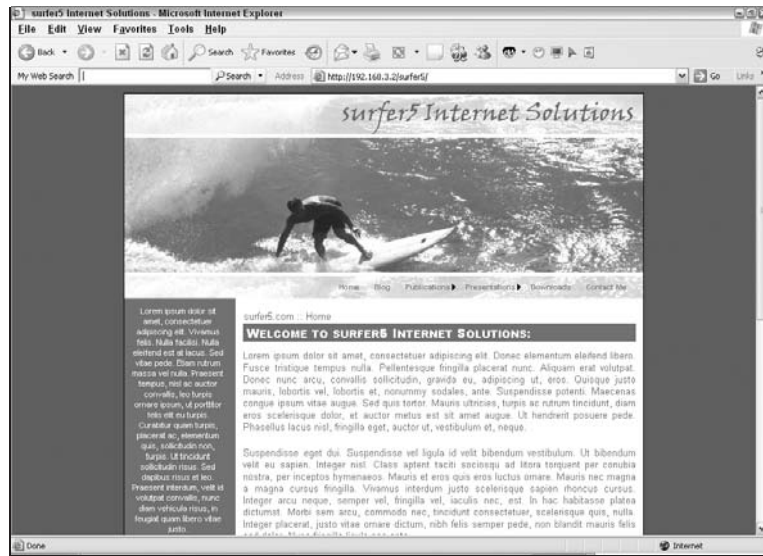 surfer5 Internet Solutions - Microsoft Internet Explorer
File Edit View Favorites Tools Help
Back Search Favorites
My Web Search Search Address http://192.168.3.2/surfer5/ Go Links
surfer5 Internet Solutions
Home Blog Publications Presentations Downloads Contact Me
Lorem ipsum dolor sit
amet, consectetuer
adipiscing elit. Vivamus
felis. Nulla facilisi. Nulla
eleifend est at lacus. Sed
vitae pede. Etiam rutrum
massa vel nulla. Praesent
tempus, nisl ac auctor
convallis, leo turpis
ornare ipsum, ut porttitor
felis elit eu turpis.
Curabitur quam turpis,
placerat ac, elementum
quis, sollicitudin non,
turpis. Ut tincidunt
sollicitudin risus. Sed
dapibus risus et leo.
Praesent interdum, velit id
volutpat convallis, nunc
diam vehicula risus, in
feugiat quam libero vitae
justo.
surfer5.com :: Home
WELCOME TO SURFER5 INTERNET SOLUTIONS:
Lorem ipsum dolor sit amet, consectetuer adipiscing elit. Donec elementum eleifend libero.
Fusce tristique tempus nulla. Pellentesque fringilla placerat nunc. Aliquam erat volutpat.
Donec nunc arcu, convallis sollicitudin, gravida eu, adipiscing ut, eros. Quisque justo
mauris, lobortis vel, lobortis et, nonummy sodales, ante. Suspendisse potenti. Maecenas
congue ipsum vitae augue. Sed quis tortor. Mauris ultricies, turpis ac rutrum tincidunt, diam
eros scelerisque dolor, et auctor metus est sit amet augue. Ut hendrerit posuere pede.
Phasellus lacus nisl, fringilla eget, auctor ut, vestibulum et, neque.
Suspendisse eget dui. Suspendisse vel ligula id velit bibendum vestibulum. Ut bibendum
velit eu sapien. Integer nisl. Class aptent taciti sociosqu ad litora torquent per conubia
nostra, per inceptos hymenaeos. Mauris et eros quis eros luctus ornare. Mauris nec magna
a magna cursus fringilla. Vivamus interdum justo scelerisque sapien rhoncus cursus.
Integer arcu neque, semper vel, fringilla vel, iaculis nec, est. In hac habitasse platea
dictumst. Morbi sem arcu, commodo nec, tincidunt consectetuer, scelerisque quis, nulla.
Integer placerat, justo vitae ornare dictum, nibh felis semper pede, non blandit mauris felis
Done Internet